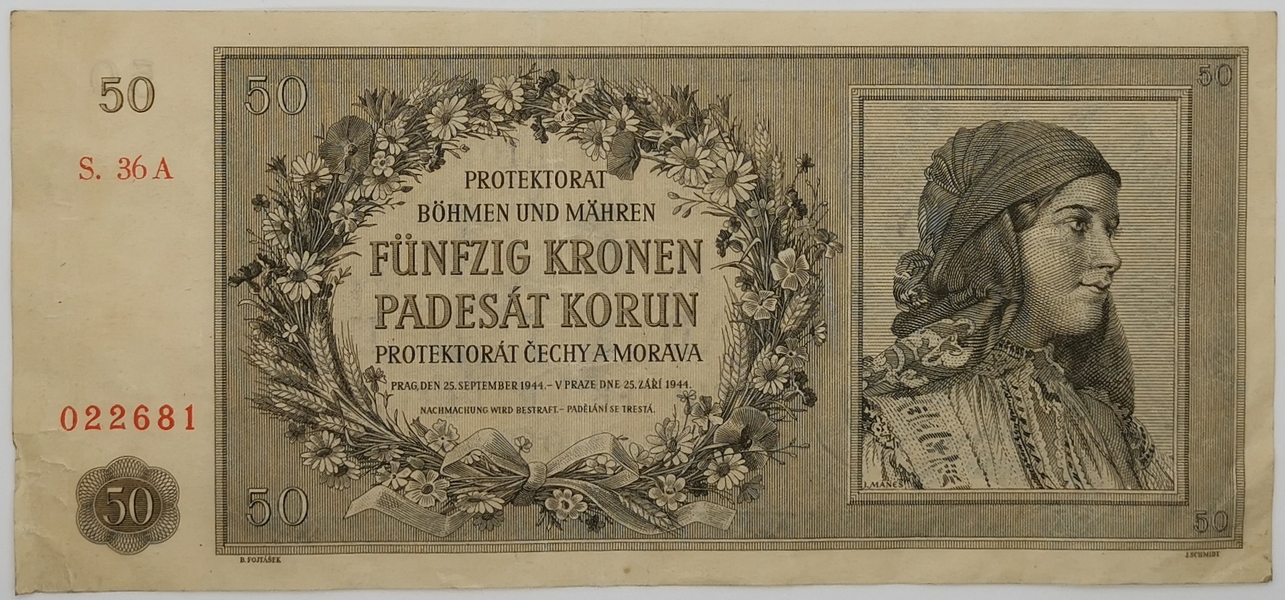 50
S. 36 A
022681
50
50
50
PROTEKTORAT
BÖHMEN UND MÄHREN
FÜNFZIG KRONEN
PADESÁT KORUN
PROTEKTORÁT ČECHY A MORAVA
PRAG, DEN 25. SEPTEMBER 1944. – V PRAZE DNE 25. ZÁŘÍ 1944.
NACHMACHUNG WIRD BESTRAFT. – PADĚLÁNÍ SE TRESTÁ.
50
J. MÁNES
50
B. FOJTÁŠEK
J. SCHMIDT